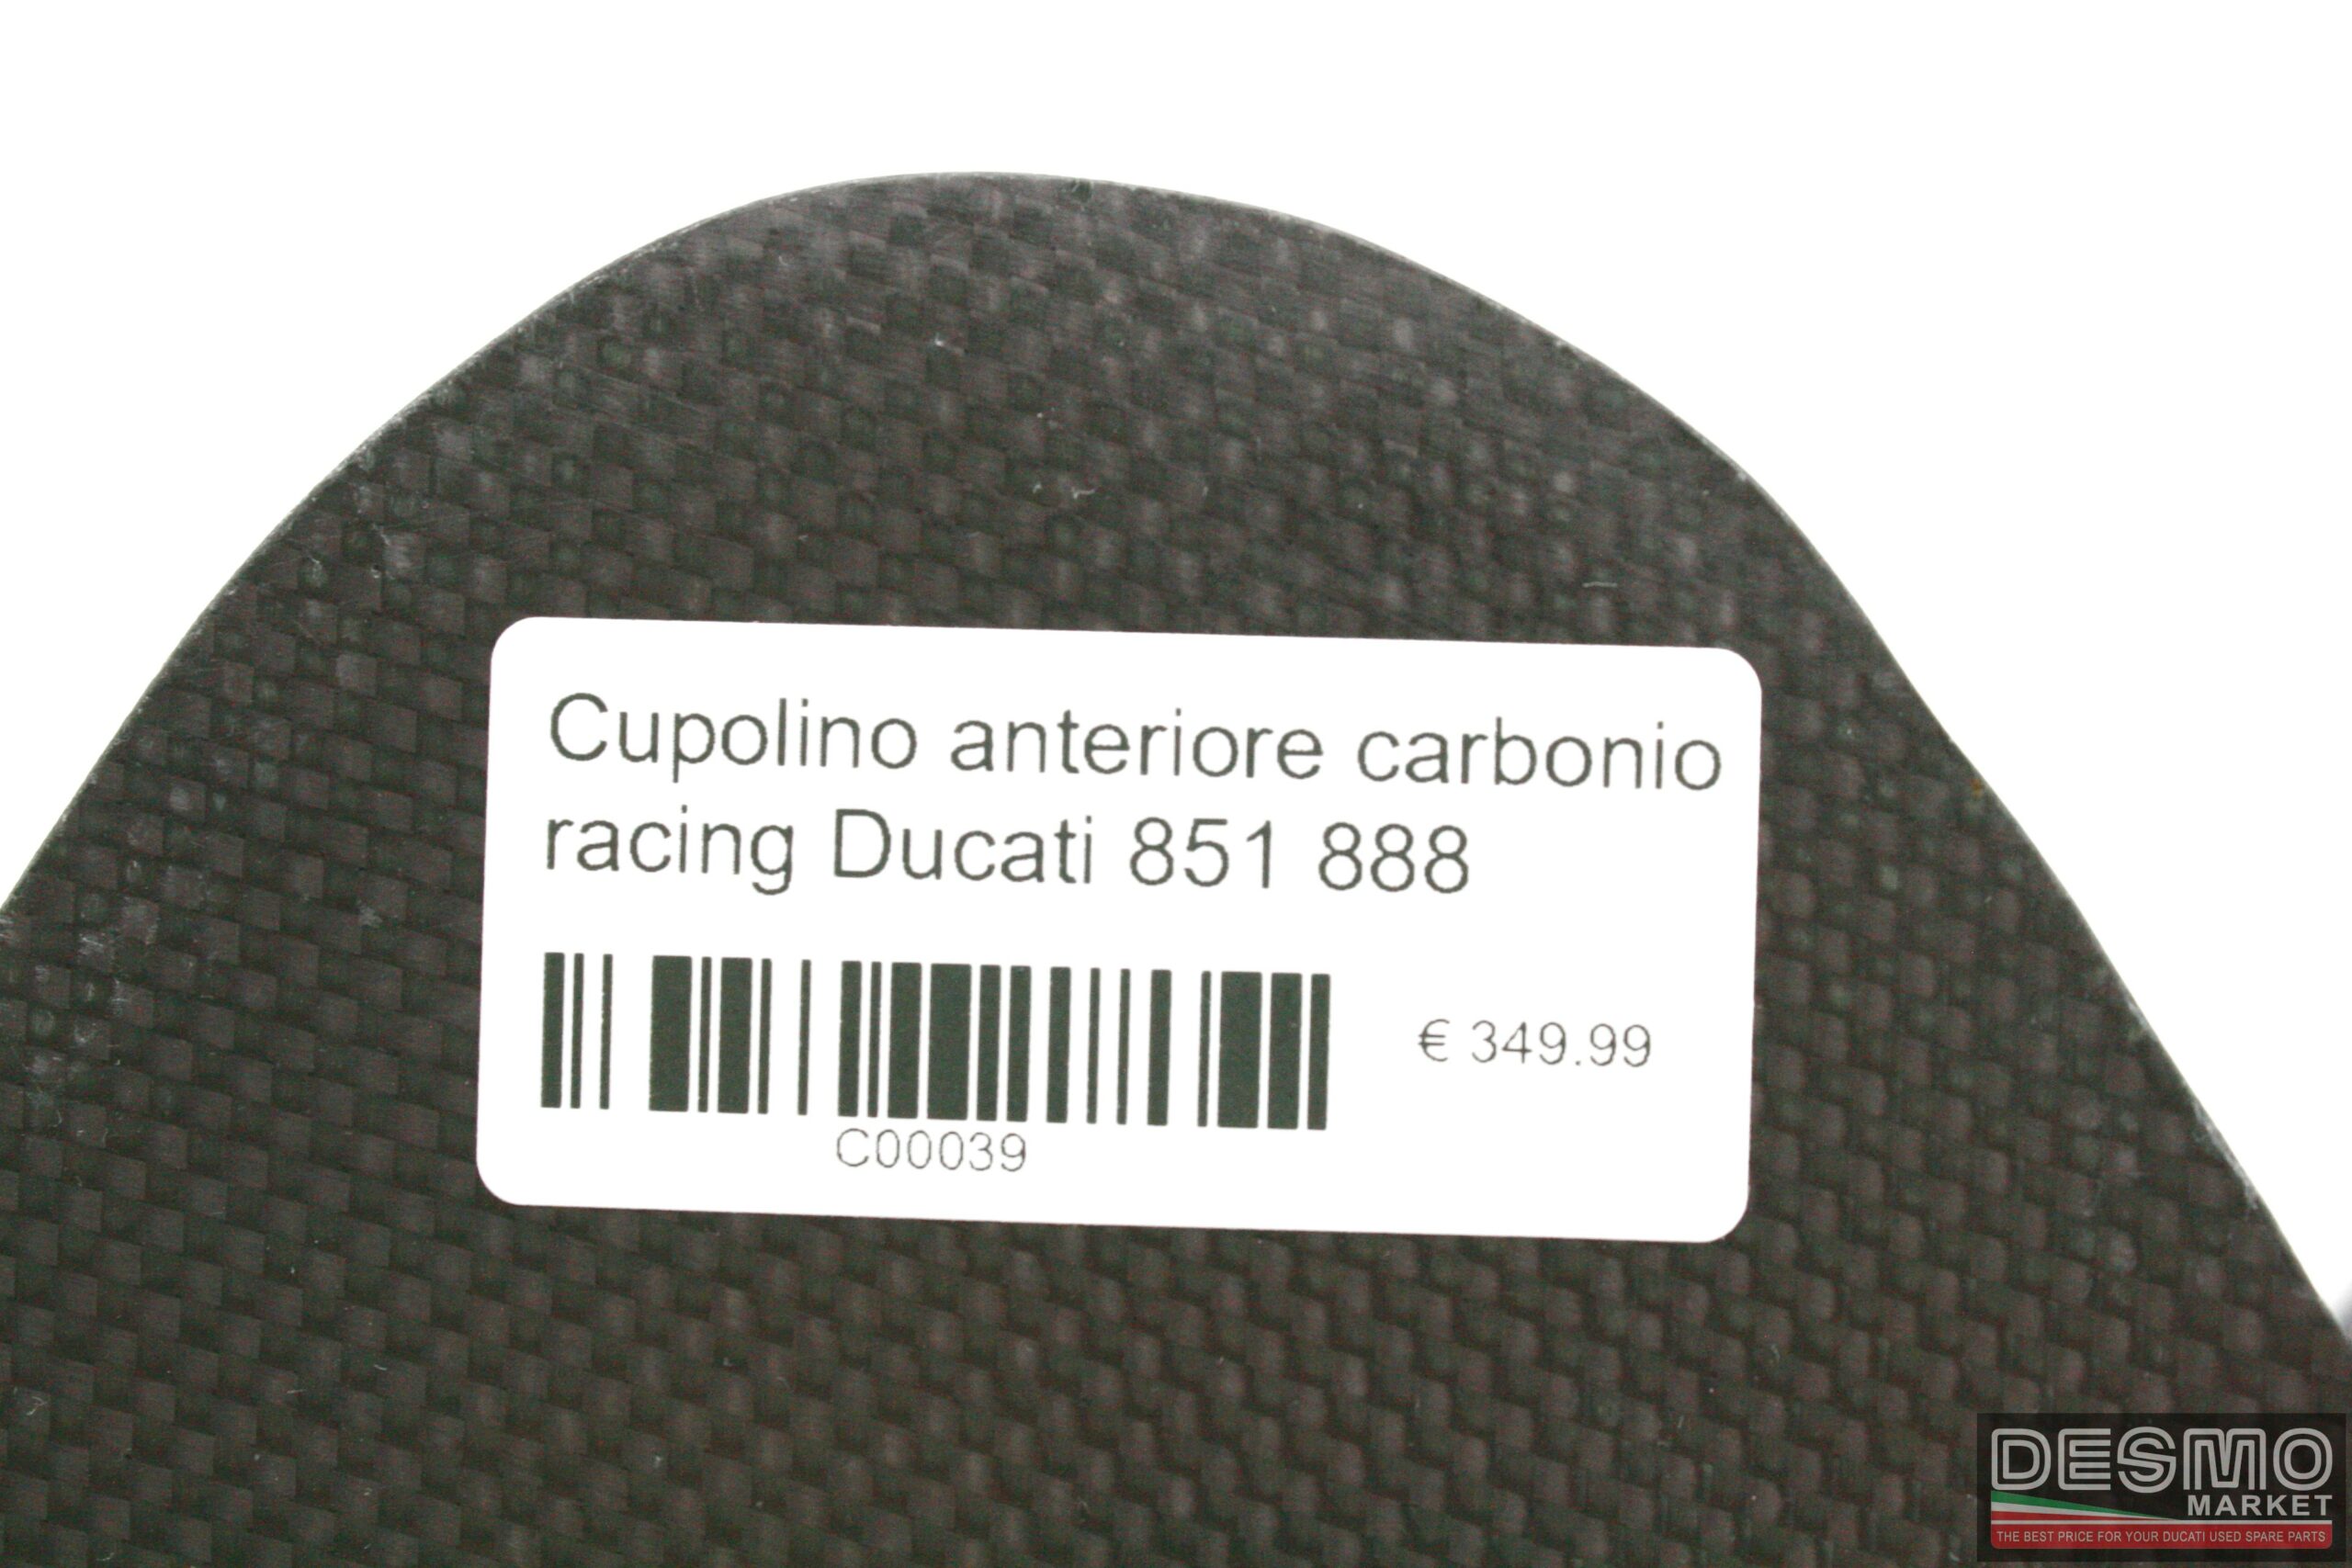 Cupolino anteriore carbonio
racing Ducati 851 888
€ 349.99
C00039
DESMO
MARKET
THE BEST PRICE FOR YOUR DUCATI USED SPARE PARTS